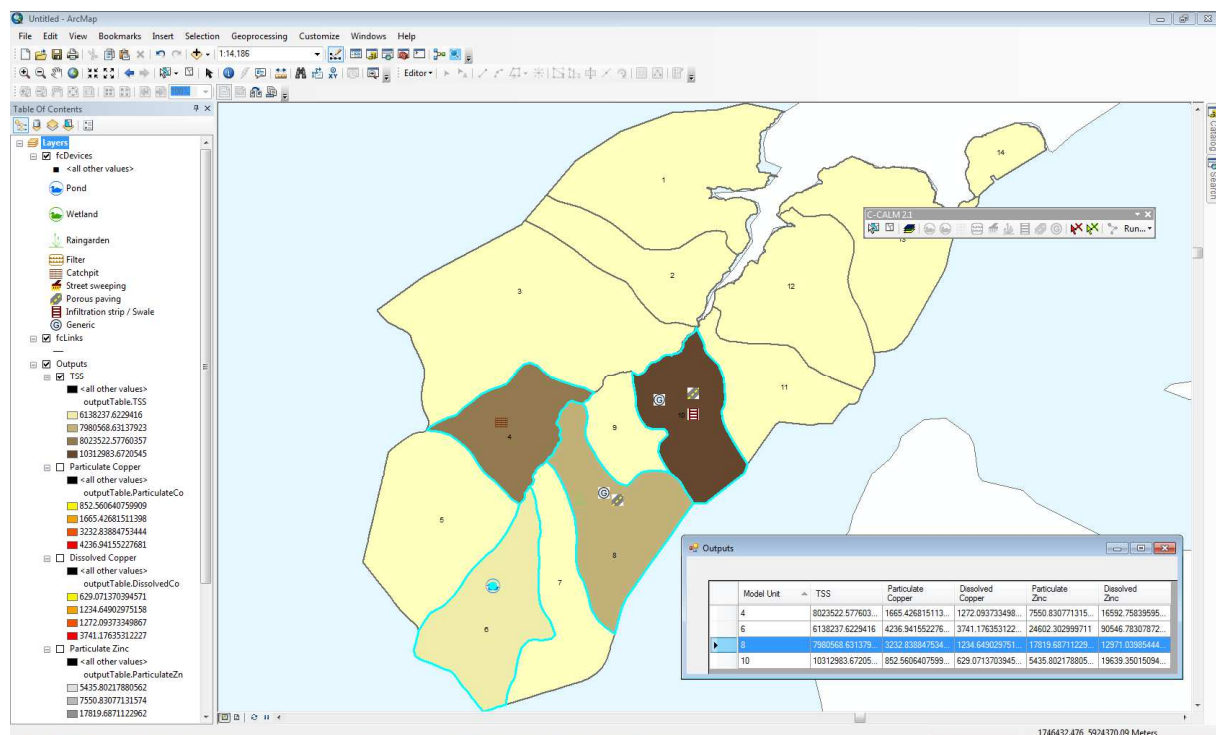 Untitled - ArcMap
File Edit View Bookmarks Insert Selection Geoprocessing Customize Windows Help
1:14,186
Editor
100%
Table Of Contents
Layers
fcDevices
<all other values>
Pond
Wetland
Raingarden
Filter
Catchpit
Street sweeping
Porous paving
Infiltration strip / Swale
Generic
fcLinks
Outputs
TSS
<all other values>
outputTable.TSS
6138237.6229416
7980568.63137923
8023522.57760357
10312983.6720545
Particulate Copper
<all other values>
outputTable.ParticulateCo
852.560640759909
1665.42681511398
3232.83884753444
4236.94155227681
Dissolved Copper
<all other values>
outputTable.DissolvedCo
629.071370394571
1234.64902975158
1272.09373349867
3741.17635312227
Particulate Zinc
<all other values>
outputTable.ParticulateZn
5435.80217880562
7550.83077131574
17819.6871122962
1
2
3
4
5
6
7
8
9
10
11
12
13
14
C-CALM 2.1
Run...
Catalog
Search
Outputs
Model Unit TSS Particulate Copper Dissolved Copper Particulate Zinc Dissolved Zinc
4 8023522.577603... 1665.426815113... 1272.093733498... 7550.830771315... 16592.75839595...
6 6138237.6229416 4236.941552276... 3741.176353122... 24602.302999711 90546.78307872...
8 7980568.631379... 3232.838847534... 1234.649029751... 17819.68711229... 12971.03985444...
10 10312983.67205... 852.5606407599... 629.0713703945... 5435.802178805... 19639.35015094...
1746432.476 5924370.09 Meters